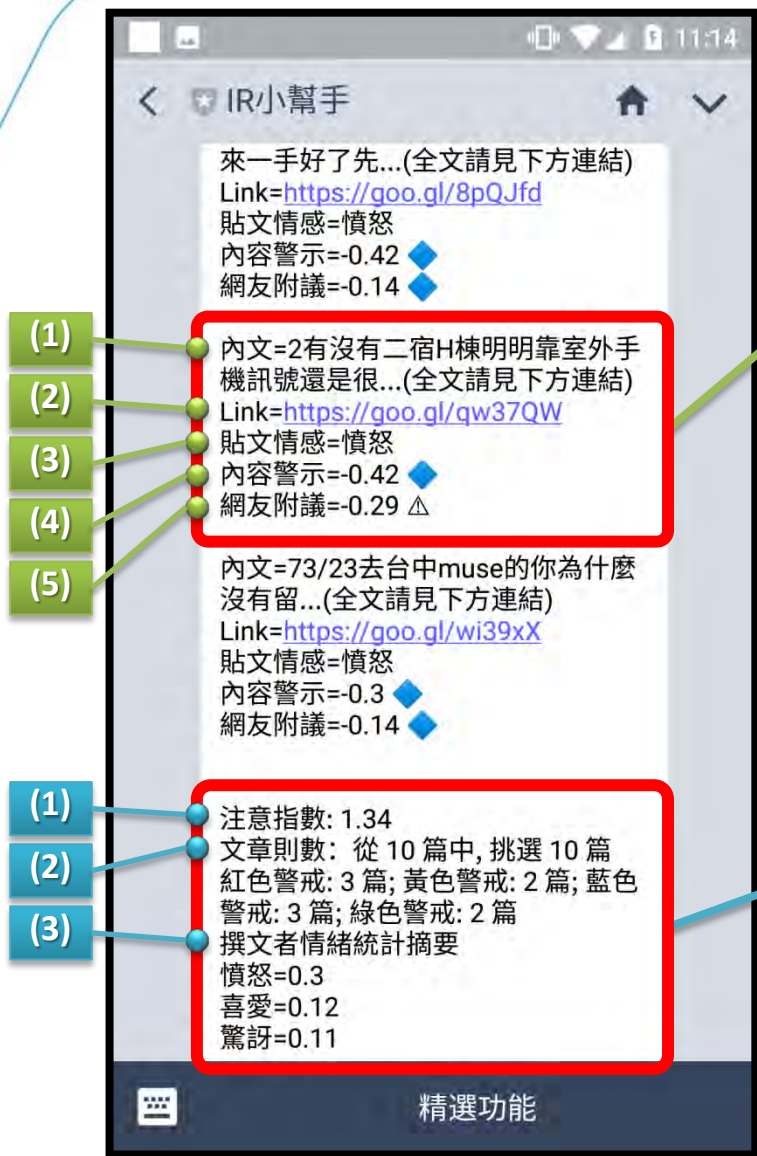 11:14
IR小幫手
來一手好了先...(全文請見下方連結)
Link=https://goo.gl/8pQJfd
貼文情感=憤怒
內容警示=-0.42
網友附議=-0.14
(1)
內文=2有沒有二宿H棟明明靠室外手
機訊號還是很...(全文請見下方連結)
(2)
Link=https://goo.gl/qw37QW
(3)
貼文情感=憤怒
(4)
內容警示=-0.42
(5)
網友附議=-0.29 ⚠
內文=73/23去台中muse的你為什麼
沒有留...(全文請見下方連結)
Link=https://goo.gl/wi39xX
貼文情感=憤怒
內容警示=-0.3
網友附議=-0.14
(1)
注意指數: 1.34
(2)
文章則數：從 10 篇中, 挑選 10 篇
紅色警戒: 3 篇; 黃色警戒: 2 篇; 藍色
警戒: 3 篇; 綠色警戒: 2 篇
(3)
撰文者情緒統計摘要
憤怒=0.3
喜愛=0.12
驚訝=0.11
精選功能